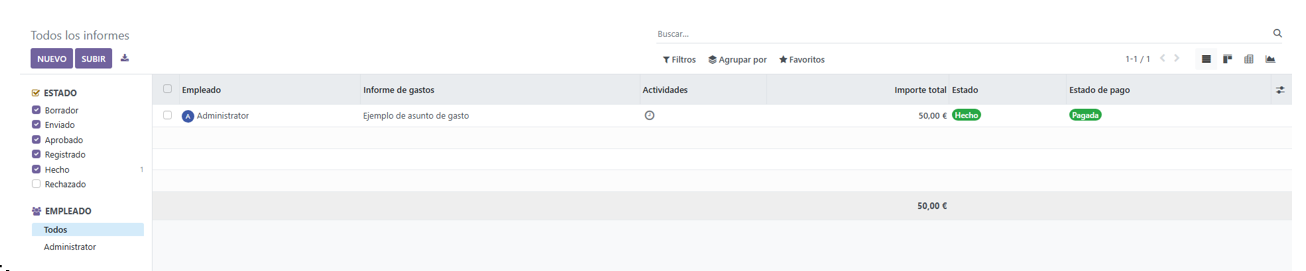 Todos los informes
Buscar...
NUEVO SUBIR
Filtros Agrupar por Favoritos
1-1 / 1
ESTADO
Borrador
Enviado
Aprobado
Registrado
Hecho 1
Rechazado
EMPLEADO
Todos
Administrator
Empleado Informe de gastos Actividades Importe total Estado Estado de pago
A Administrator Ejemplo de asunto de gasto 50,00 € Hecho Pagada
50,00 €